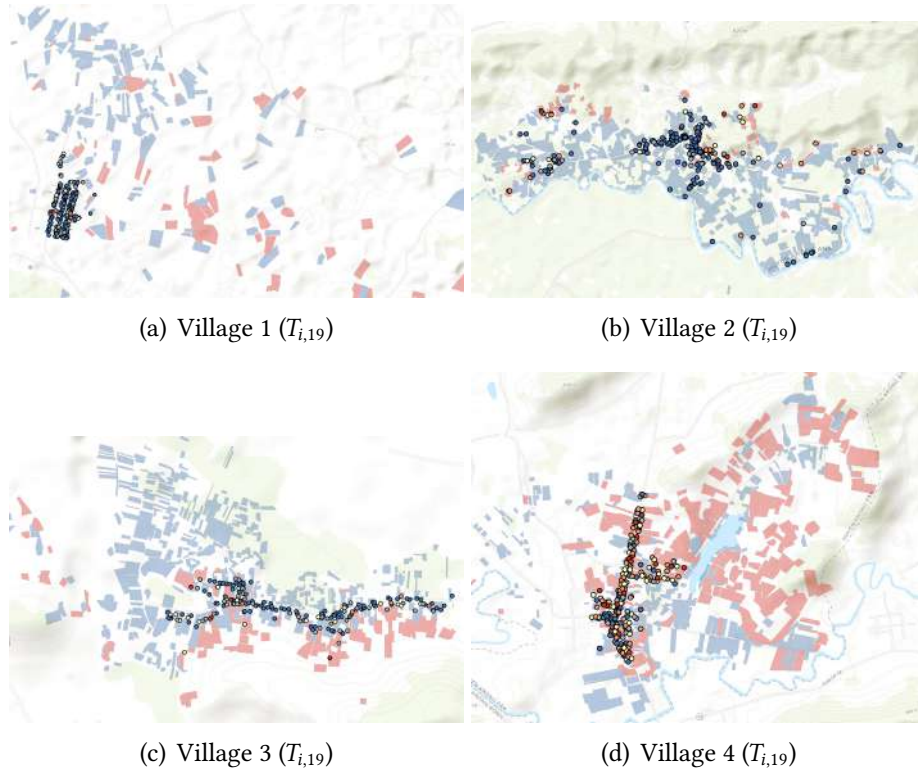 (a) Village 1 (T_{i,19})
(b) Village 2 (T_{i,19})
(c) Village 3 (T_{i,19})
(d) Village 4 (T_{i,19})